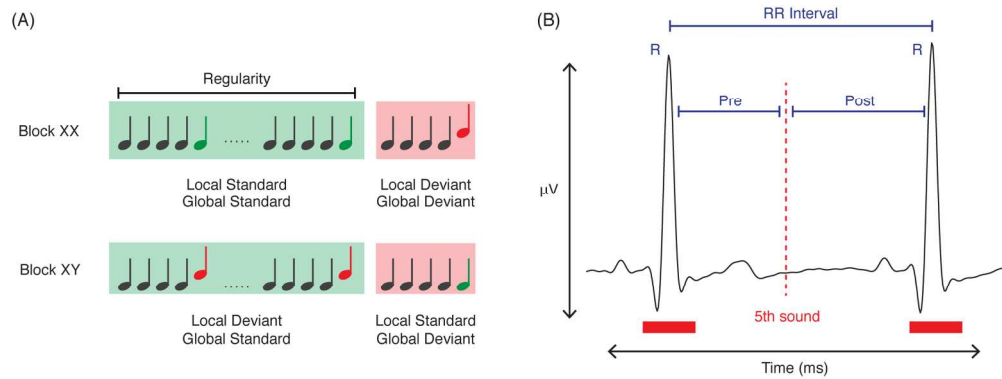 (A)
Regularity
Block XX
.....
Local Standard
Global Standard
Local Deviant
Global Deviant
Block XY
.....
Local Deviant
Global Deviant
Local Standard
Global Deviant
(B)
RR Interval
R
R
Pre
Post
μV
5th sound
Time (ms)